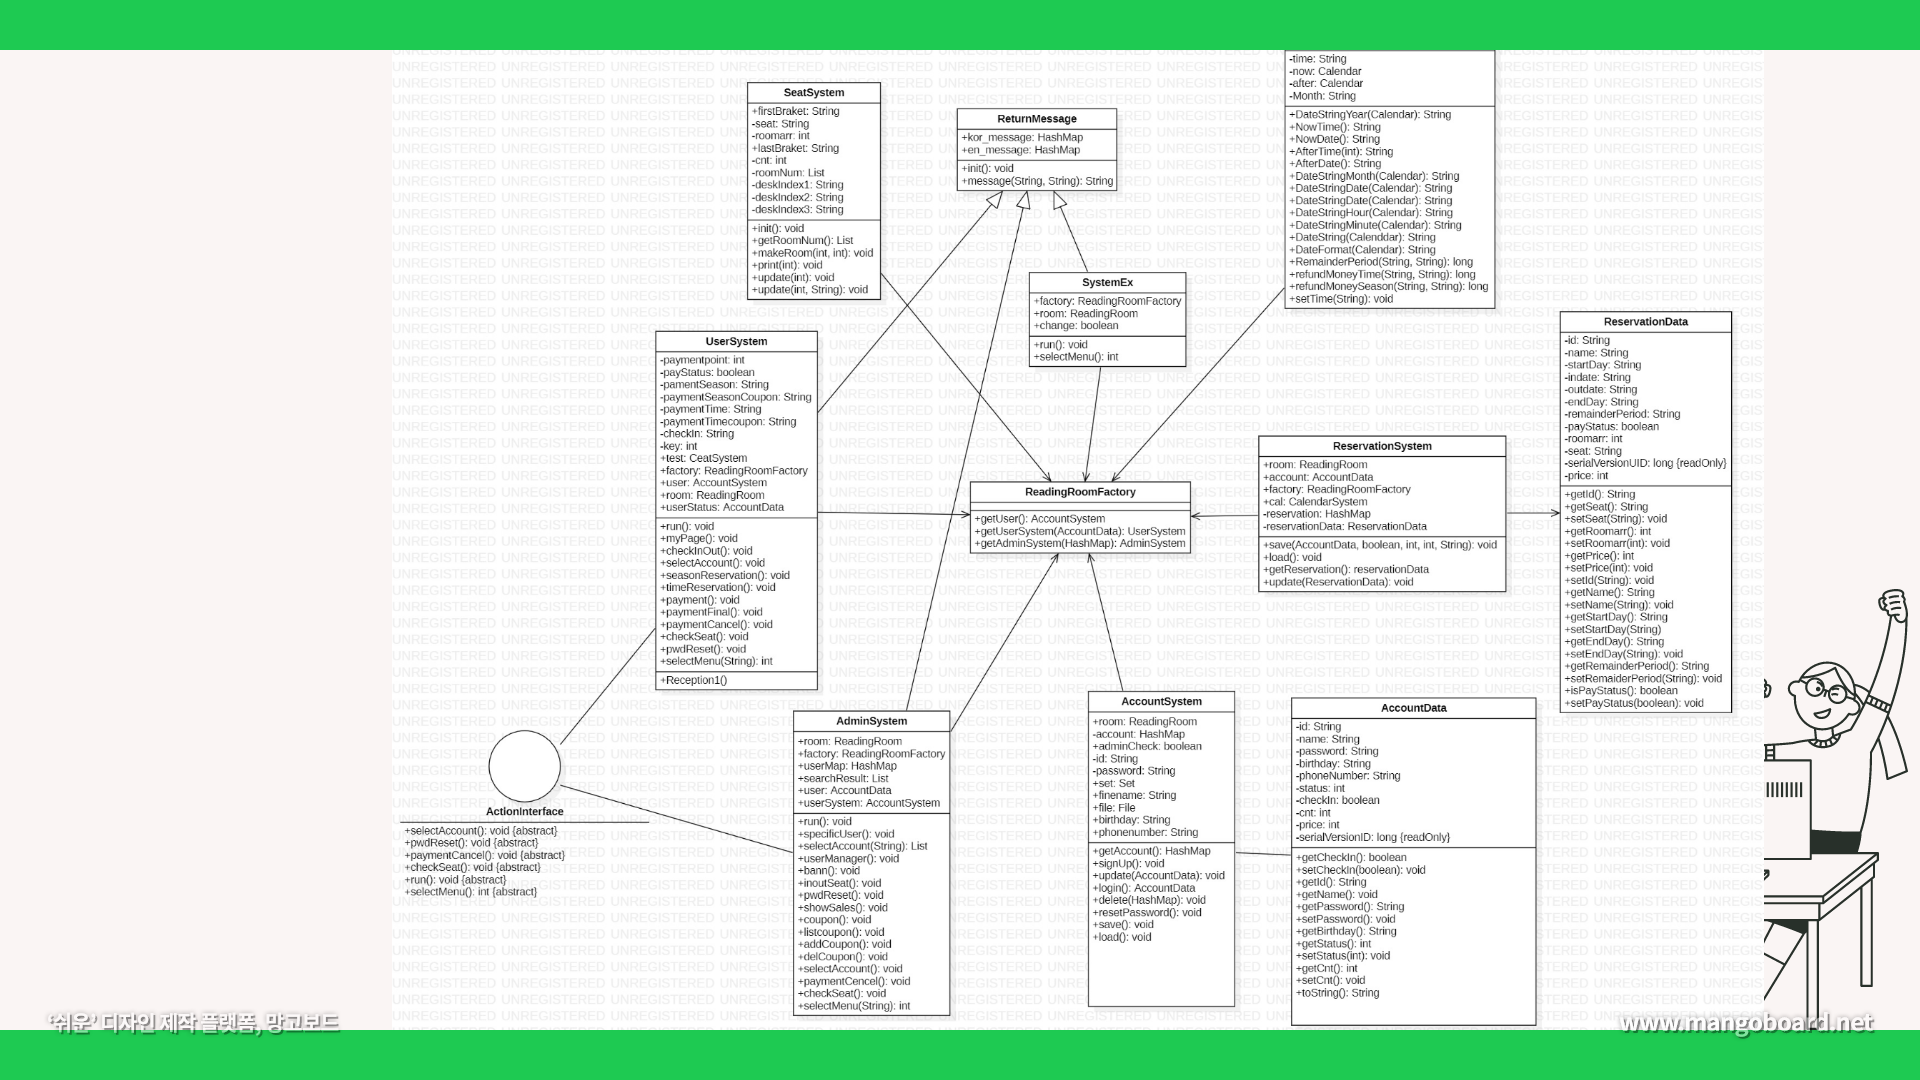 SeatSystem
+firstBraket: String
-seat: String
-roomarr: int
+lastBraket: String
-cnt: int
-roomNum: List
-deskIndex1: String
-deskIndex2: String
-deskIndex3: String
+init(): void
+getRoomNum(): List
+makeRoom(int, int): void
+print(int): void
+update(int): void
+update(int, String): void
ReturnMessage
+kor_message: HashMap
+en_message: HashMap
+init(): void
+message(String, String): String
-time: String
-now: Calendar
-after: Calendar
-Month: String
+DateStringYear(Calendar): String
+NowTime(): String
+NowDate(): String
+AfterTime(int): String
+AfterDate(): String
+DateStringMonth(Calendar): String
+DateStringDate(Calendar): String
+DateStringDate(Calendar): String
+DateStringHour(Calendar): String
+DateStringMinute(Calendar): String
+DateString(Calenddar): String
+DateFormat(Calendar): String
+RemainderPeriod(String, String): long
+refundMoneyTime(String, String): long
+refundMoneySeason(String, String): long
+setTime(String): void
SystemEx
+factory: ReadingRoomFactory
+room: ReadingRoom
+change: boolean
+run(): void
+selectMenu(): int
UserSystem
-paymentpoint: int
-payStatus: boolean
-pamentSeason: String
-paymentSeasonCoupon: String
-paymentTime: String
-paymentTimecoupon: String
-checkIn: String
-key: int
+test: CeatSystem
+factory: ReadingRoomFactory
+user: AccountSystem
+room: ReadingRoom
+userStatus: AccountData
+run(): void
+myPage(): void
+checkInOut(): void
+selectAccount(): void
+seasonReservation(): void
+timeReservation(): void
+payment(): void
+paymentFinal(): void
+paymentCancel(): void
+checkSeat(): void
+pwdReset(): void
+selectMenu(String): int
+Reception1()
ReservationData
-id: String
-name: String
-startDay: String
-indate: String
-outdate: String
-endDay: String
-remainderPeriod: String
-payStatus: boolean
-roomarr: int
-seat: String
-serialVersionUID: long {readOnly}
-price: int
+getId(): String
+getSeat(): String
+setSeat(String): void
+getRoomarr(): int
+setRoomarr(int): void
+getPrice(): int
+setPrice(int): void
+setId(String): void
+getName(): String
+setName(String): void
+getStartDay(): String
+setStartDay(String)
+getEndDay(): String
+setEndDay(String): void
+getRemainderPeriod(): String
+setRemaiderPeriod(String): void
+isPayStatus(): boolean
+setPayStatus(boolean): void
ReservationSystem
+room: ReadingRoom
+account: AccountData
+factory: ReadingRoomFactory
+cal: CalendarSystem
-reservation: HashMap
-reservationData: ReservationData
+save(AccountData, boolean, int, int, String): void
+load(): void
+getReservation(): reservationData
+update(ReservationData): void
ReadingRoomFactory
+getUser(): AccountSystem
+getUserSystem(AccountData): UserSystem
+getAdminSystem(HashMap): AdminSystem
ActionInterface
+selectAccount(): void {abstract}
+pwdReset(): void {abstract}
+paymentCancel(): void {abstract}
+checkSeat(): void {abstract}
+run(): void {abstract}
+selectMenu(): int {abstract}
AdminSystem
+room: ReadingRoom
+factory: ReadingRoomFactory
+userMap: HashMap
+searchResult: List
+user: AccountData
+userSystem: AccountSystem
+run(): void
+specificUser(): void
+selectAccount(String): List
+userManager(): void
+bann(): void
+inoutSeat(): void
+pwdReset(): void
+showSales(): void
+coupon(): void
+listcoupon(): void
+addCoupon(): void
+delCoupon(): void
+selectAccount(): void
+paymentCencel(): void
+checkSeat(): void
+selectMenu(String): int
AccountSystem
+room: ReadingRoom
-account: HashMap
+adminCheck: boolean
-id: String
-password: String
+set: Set
+finename: String
+file: File
+birthday: String
+phonenumber: String
+getAccount(): HashMap
+signUp(): void
+update(AccountData): void
+login(): AccountData
+delete(HashMap): void
+resetPassword(): void
+save(): void
+load(): void
AccountData
-id: String
-name: String
-password: String
-birthday: String
-phoneNumber: String
-status: int
-checkIn: boolean
-cnt: int
-price: int
-serialVersionID: long {readOnly}
+getCheckIn(): boolean
+setCheckIn(boolean): void
+getId(): String
+getName(): void
+getPassword(): String
+setPassword(): void
+getBirthday(): String
+getStatus(): int
+setStatus(int): void
+getCnt(): int
+setCnt(): void
+toString(): String
'쉬운' 디자인 제작 플랫폼, 망고보드
www.mangoboard.net